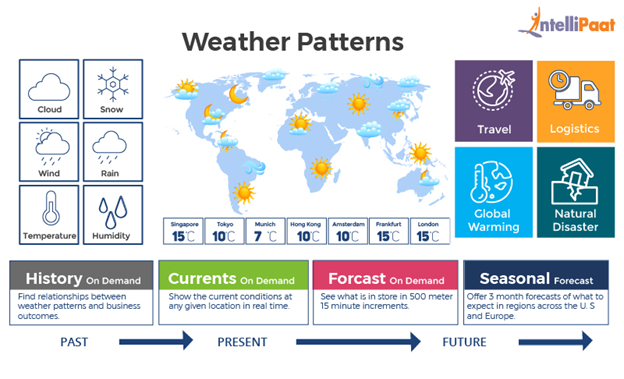 IntelliPaat
Weather Patterns
Cloud
Snow
Wind
Rain
Temperature
Humidity
Travel
Logistics
Global
Warming
Natural
Disaster
Singapore
15°C
Tokyo
10°C
Munich
7 °C
Hong Kong
10°C
Amsterdam
10°C
Frankfurt
15°C
London
15°C
History On Demand
Find relationships between
weather patterns and business
outcomes.
Currents On Demand
Show the current conditions at
any given location in real time.
Forcast On Demand
See what is in store in 500 meter
15 minute increments.
Seasonal Forecast
Offer 3 month forecasts of what to
expect in regions across the U. S
and Europe.
PAST
PRESENT
FUTURE